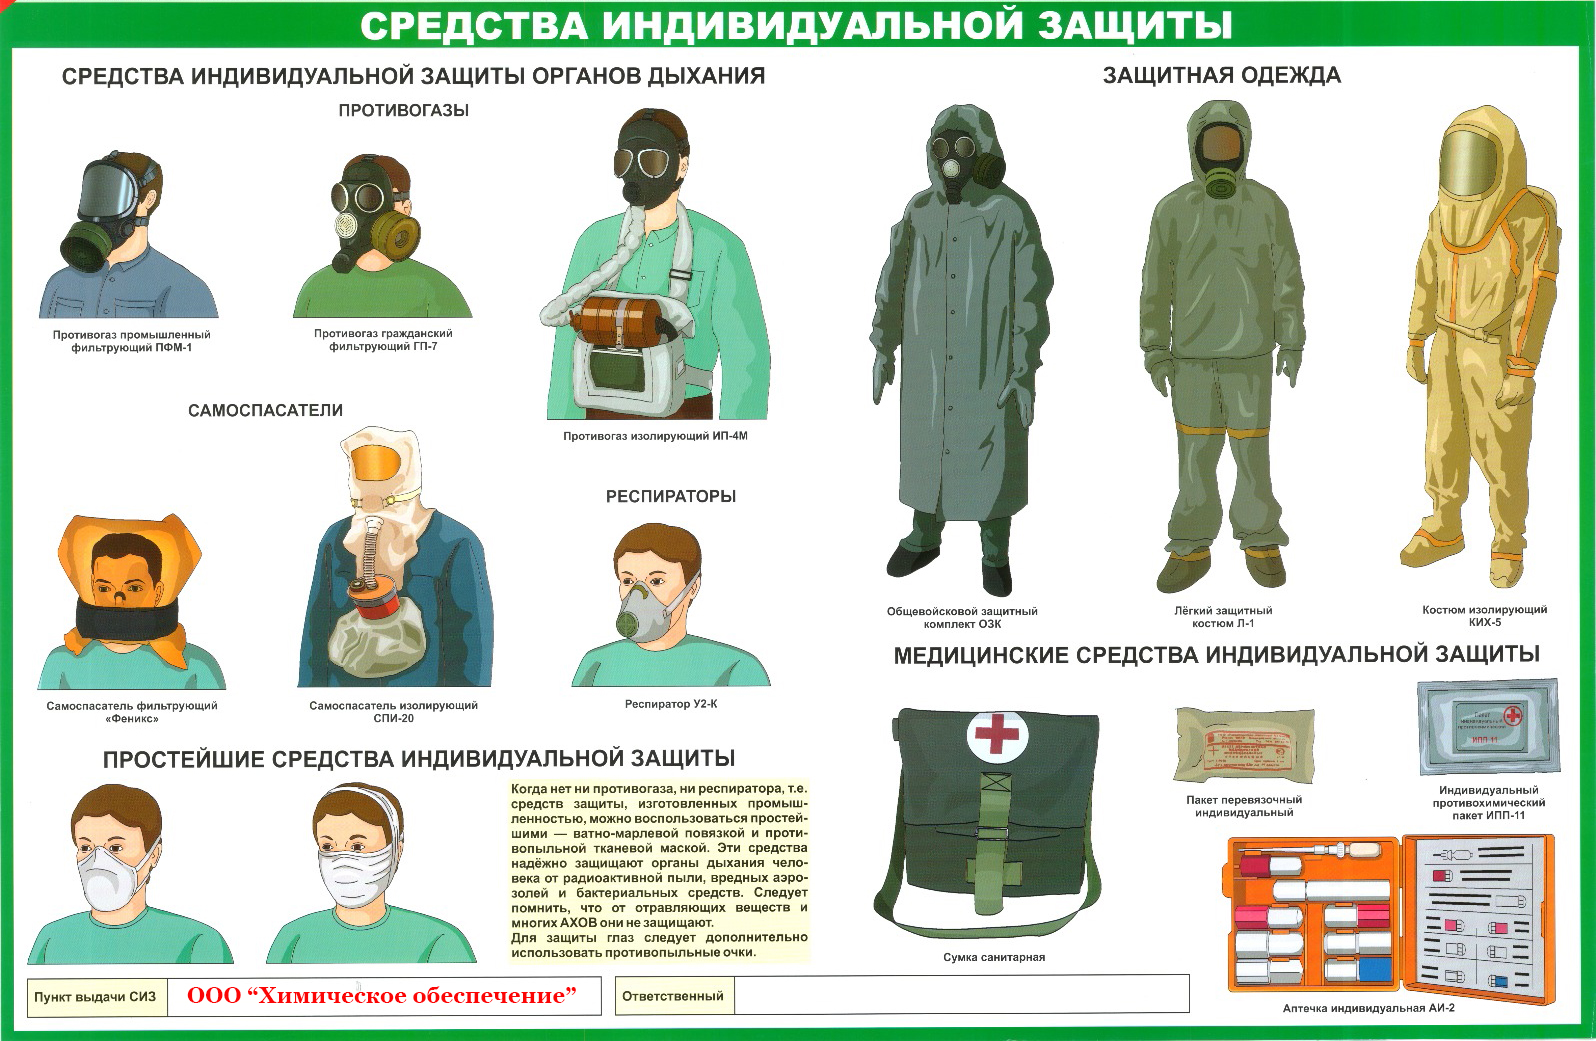 СРЕДСТВА ИНДИВИДУАЛЬНОЙ ЗАЩИТЫ
СРЕДСТВА ИНДИВИДУАЛЬНОЙ ЗАЩИТЫ ОРГАНОВ ДЫХАНИЯ
ПРОТИВОГАЗЫ
Противогаз промышленный
фильтрующий ПФМ-1
Противогаз гражданский
фильтрующий ГП-7
Противогаз изолирующий ИП-4М
САМОСПАСАТЕЛИ
Самоспасатель фильтрующий
«Феникс»
Самоспасатель изолирующий
СПИ-20
РЕСПИРАТОРЫ
Респиратор У2-К
ПРОСТЕЙШИЕ СРЕДСТВА ИНДИВИДУАЛЬНОЙ ЗАЩИТЫ
Когда нет ни противогаза, ни респиратора, т.е.
средств защиты, изготовленных промыш-
ленностью, можно воспользоваться простей-
шими — ватно-марлевой повязкой и проти-
вопыльной тканевой маской. Эти средства
надёжно защищают органы дыхания чело-
века от радиоактивной пыли, вредных аэро-
золей и бактериальных средств. Следует
помнить, что от отравляющих веществ и
многих АХОВ они не защищают.
Для защиты глаз следует дополнительно
использовать противопыльные очки.
ЗАЩИТНАЯ ОДЕЖДА
Общевойсковой защитный
комплект ОЗК
Лёгкий защитный
костюм Л-1
Костюм изолирующий
КИХ-5
МЕДИЦИНСКИЕ СРЕДСТВА ИНДИВИДУАЛЬНОЙ ЗАЩИТЫ
Сумка санитарная
Пакет перевязочный
индивидуальный
ИПП 11
Индивидуальный
противохимический
пакет ИПП-11
Аптечка индивидуальная АИ-2
Пункт выдачи СИЗ
ООО “Химическое обеспечение”
Ответственный